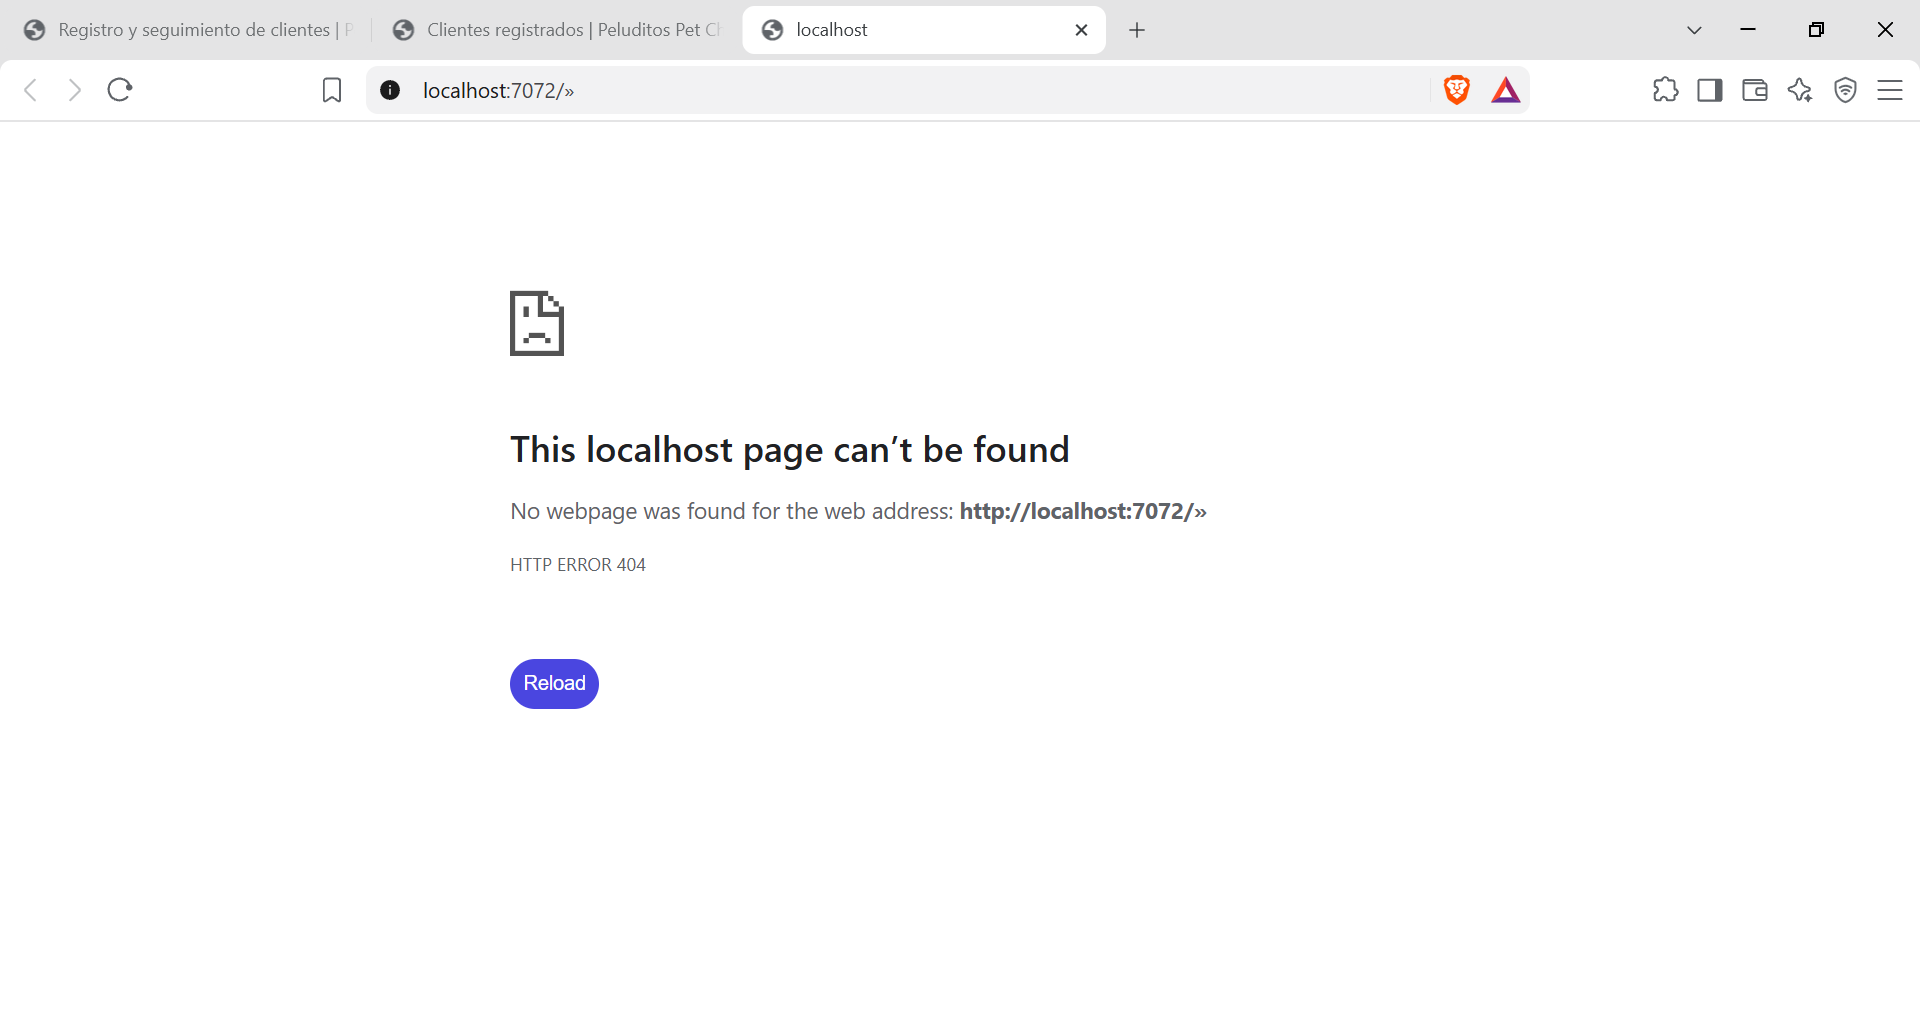 Registro y seguimiento de clientes | P
Clientes registrados | Peluditos Pet Ch
localhost
localhost:7072/»
This localhost page can’t be found
No webpage was found for the web address: http://localhost:7072/»
HTTP ERROR 404
Reload